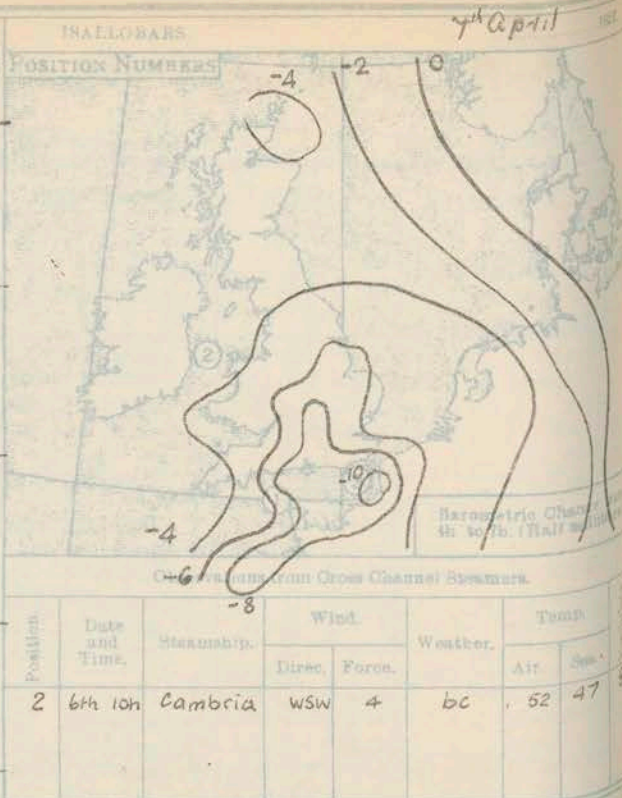 7th April
ISALLOBARS
POSITION NUMBERS
-4
-2
0
2
-10
-4
-6
-8
Barometric
Observations from Cross Channel Steamers.
Position
Date and Time.
Steamship.
Wind.
Direc. Force.
Weather.
Temp.
Air Sea
2 6th 10h Cambria WSW 4 bc 52 47